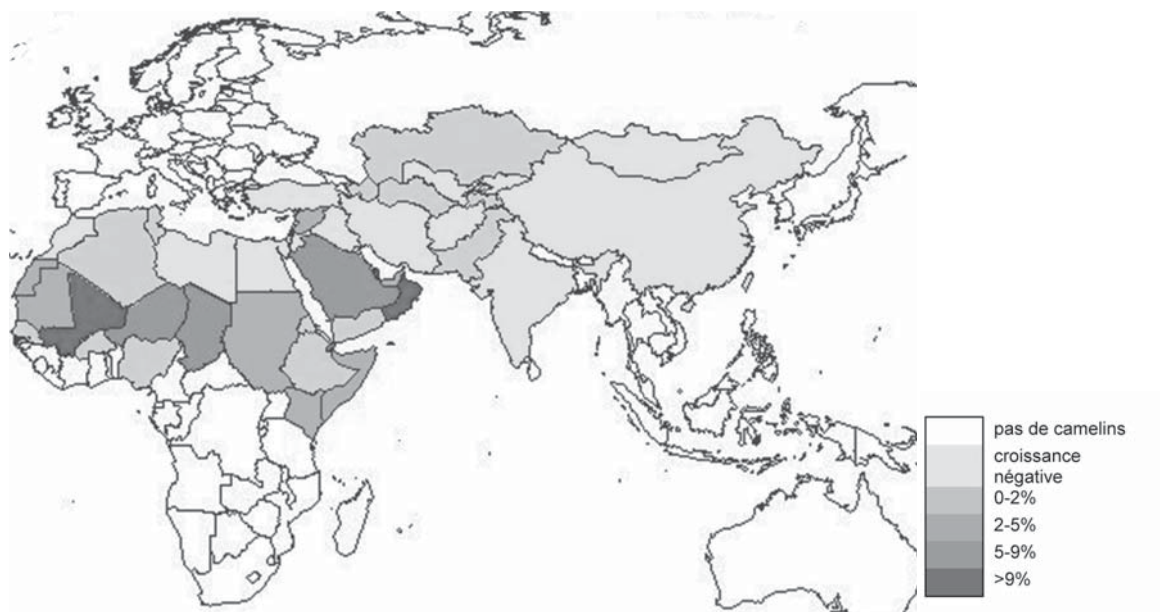 pas de camelins
croissance
négative
0-2%
2-5%
5-9%
>9%